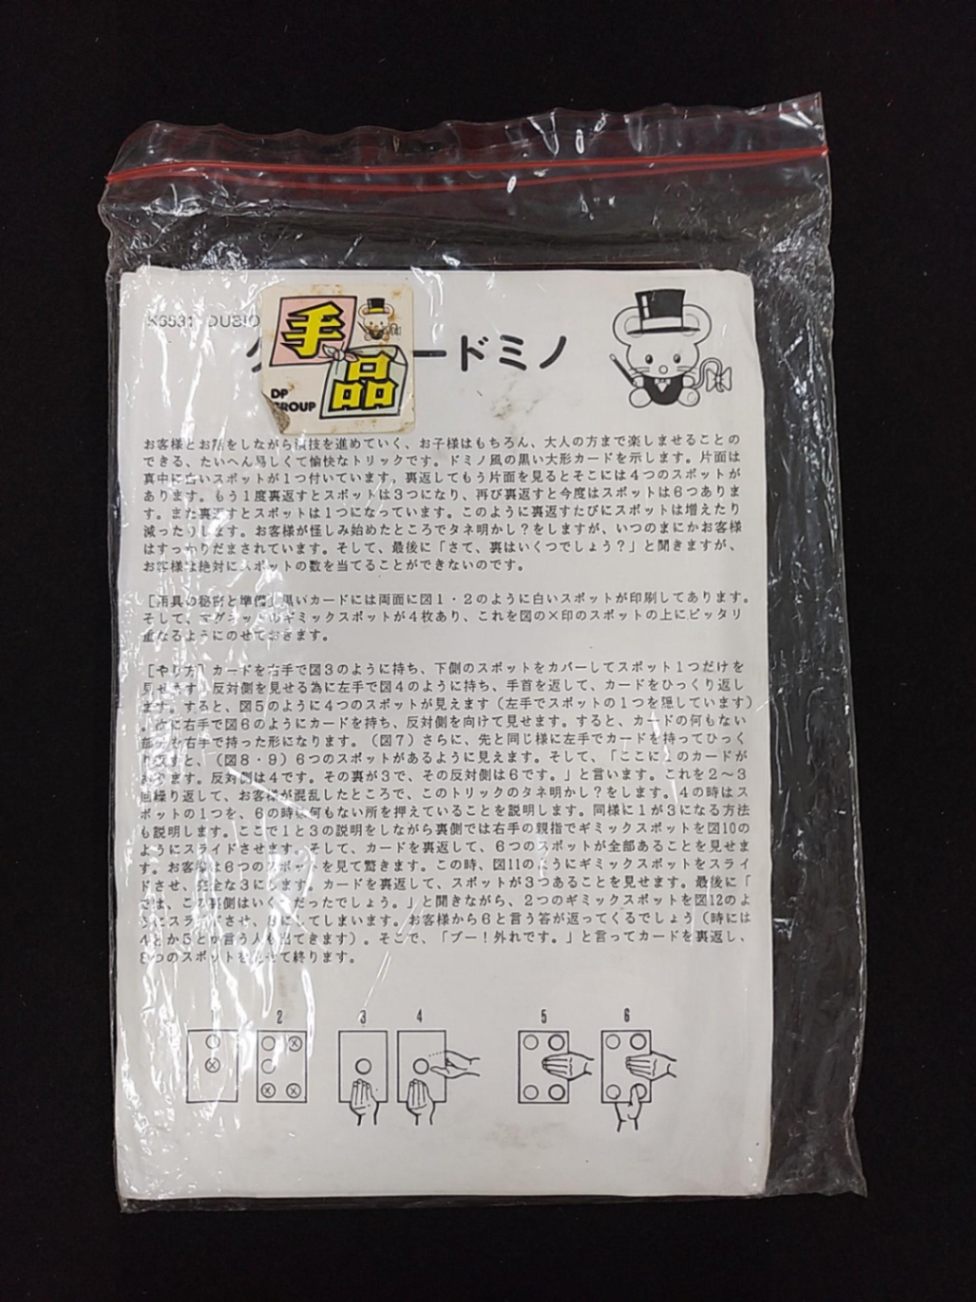 K5531 DUBIO
手品
DP
GROUP
ードミノ
お客様とお話をしながら演技を進めていく、お子様はもちろん、大人の方まで楽しませることの
できる、たいへん易しくて愉快なトリックです。ドミノ風の黒い大形カードを示します。片面は
真中に白いスポットが1つ付いています。裏返してもう片面を見るとそこには4つのスポットが
あります。もう1度裏返すとスポットは3つになり、再び裏返すと今度はスポットは6つありま
す。また裏返すとスポットは1つになっています。このように裏返すたびにスポットは増えたり
減ったりします。お客様が怪しみ始めたところでタネ明かし?をしますが、いつのまにかお客様
はすっかりだまされています。そして、最後に「さて、裏はいくつでしょう?」と聞きますが、
お客様は絶対にスポットの数を当てることができないのです。
[用具の秘密と準備]黒いカードには両面に図1・2のように白いスポットが印刷してあります。
そして、マグネットのギミックスポットが4枚あり、これを図の×印のスポットの上にピッタリ
重なるようにのせておきます。
[やり方]カードを右手で図3のように持ち、下側のスポットをカバーしてスポット1つだけを
見せます。反対側を見せる為に左手で図4のように持ち、手首を返して、カードをひっくり返し
ます。すると、図5のように4つのスポットが見えます(左手でスポットの1つを隠しています)
。次に右手で図6のようにカードを持ち、反対側を向けて見せます。すると、カードの何もない
部分を右手で持った形になります。(図7)さらに、先と同じ様に左手でカードを持ってひっく
り返すと、(図8・9)6つのスポットがあるように見えます。そして、「ここに1のカードが
あります。反対側は4です。その裏が3で、その反対側は6です。」と言います。これを2〜3
回繰り返して、お客様が混乱したところで、このトリックのタネ明かし?をします。4の時はス
ポットの1つを、6の時は何もない所を押えていることを説明します。同様に1が3になる方法
も説明します。ここで1と3の説明をしながら裏側では右手の親指でギミックスポットを図10の
ようにスライドさせます。そして、カードを裏返して、6つのスポットが全部あることを見せま
す。お客様は6つのスポットを見て驚きます。この時、図11のようにギミックスポットをスライ
ドさせ、完全な3にします。カードを裏返して、スポットが3つあることを見せます。最後に「
では、この裏側はいくつだったでしょう。」と聞きながら、2つのギミックスポットを図12のよ
うにスライドさせ、8にしてしまいます。お客様から6と言う答が返ってくるでしょう(時には
4とか5とか言う人も出てきます)。そこで、「ブー!外れです。」と言ってカードを裏返し、
8つのスポットを見せて終ります。
1 2 3 4 5 6